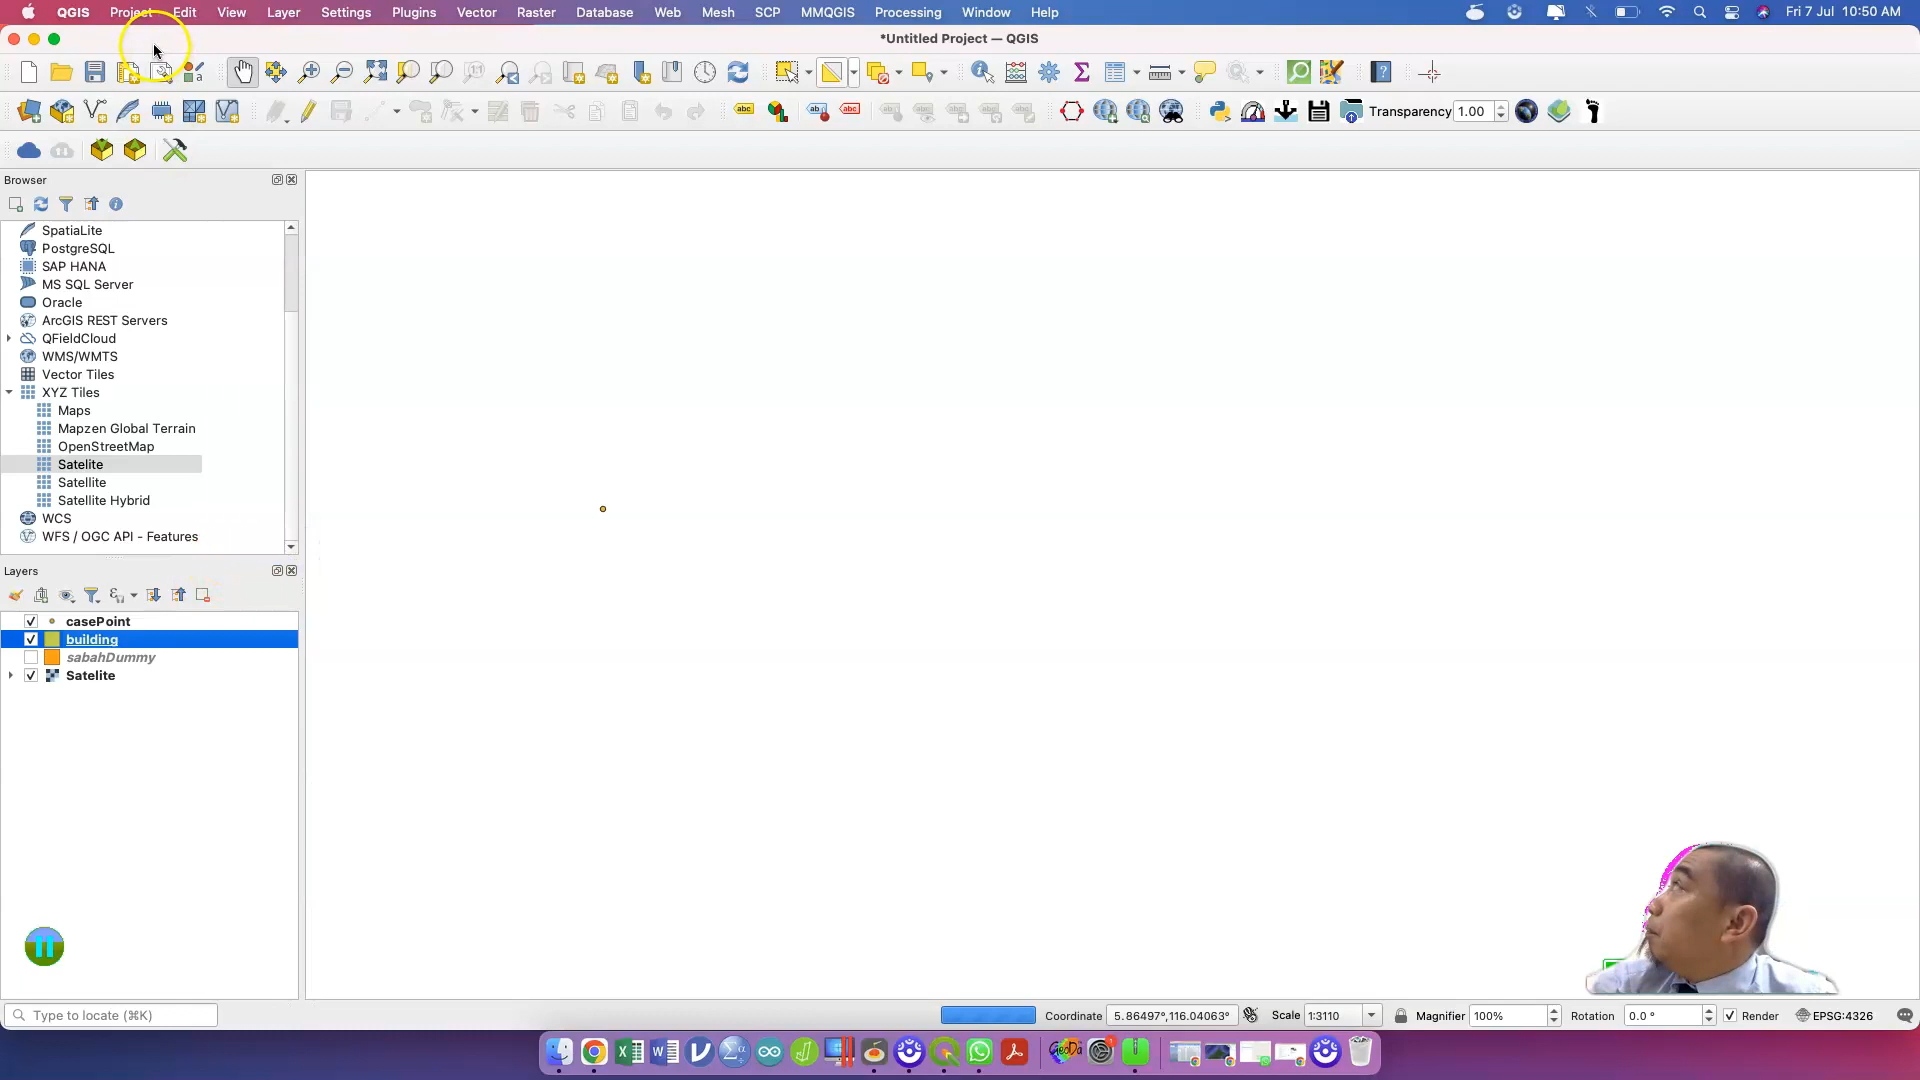 QGIS Project Edit View Layer Settings Plugins Vector Raster Database Web Mesh SCP MMQGIS Processing Window Help Fri 7 Jul 10:50 AM
*Untitled Project — QGIS
Transparency 1.00
Browser
SpatiaLite
PostgreSQL
SAP HANA
MS SQL Server
Oracle
ArcGIS REST Servers
QFieldCloud
WMS/WMTS
Vector Tiles
XYZ Tiles
Maps
Mapzen Global Terrain
OpenStreetMap
Satelite
Satellite
Satellite Hybrid
WCS
WFS / OGC API - Features
Layers
casePoint
building
sabahDummy
Satelite
Type to locate (⌘K) Coordinate 5.86497°,116.04063° Scale 1:3110 Magnifier 100% Rotation 0.0 ° Render EPSG:4326